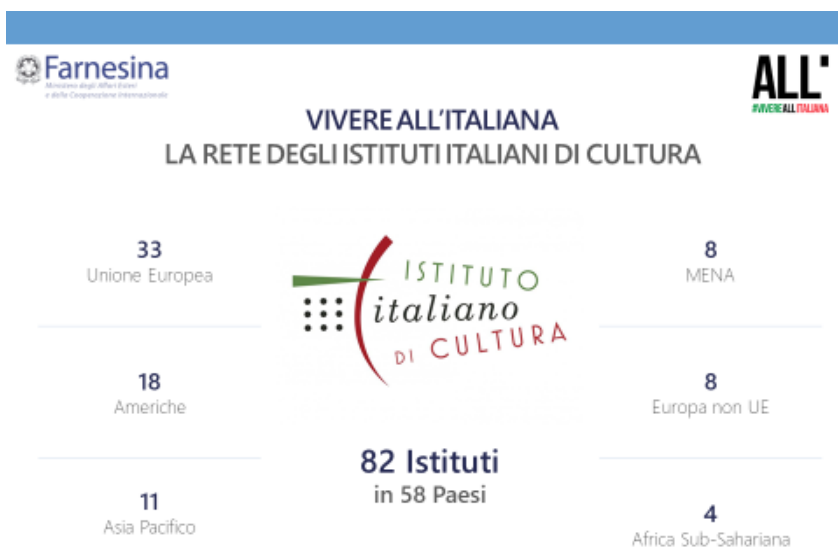 Farnesina
Ministero degli Affari Esteri
e della Cooperazione Internazionale
ALL'
#VIVEREALLITALIANA
VIVERE ALL'ITALIANA
LA RETE DEGLI ISTITUTI ITALIANI DI CULTURA
33
Unione Europea
8
MENA
ISTITUTO
italiano
DI CULTURA
18
Americhe
8
Europa non UE
82 Istituti
in 58 Paesi
11
Asia Pacifico
4
Africa Sub-Sahariana